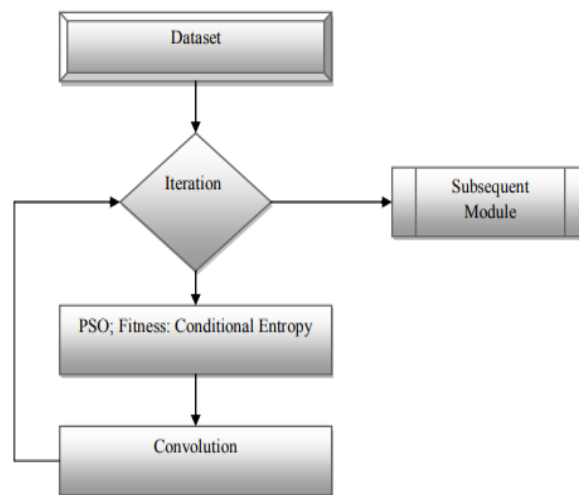 Dataset
Iteration
Subsequent
Module
PSO; Fitness: Conditional Entropy
Convolution